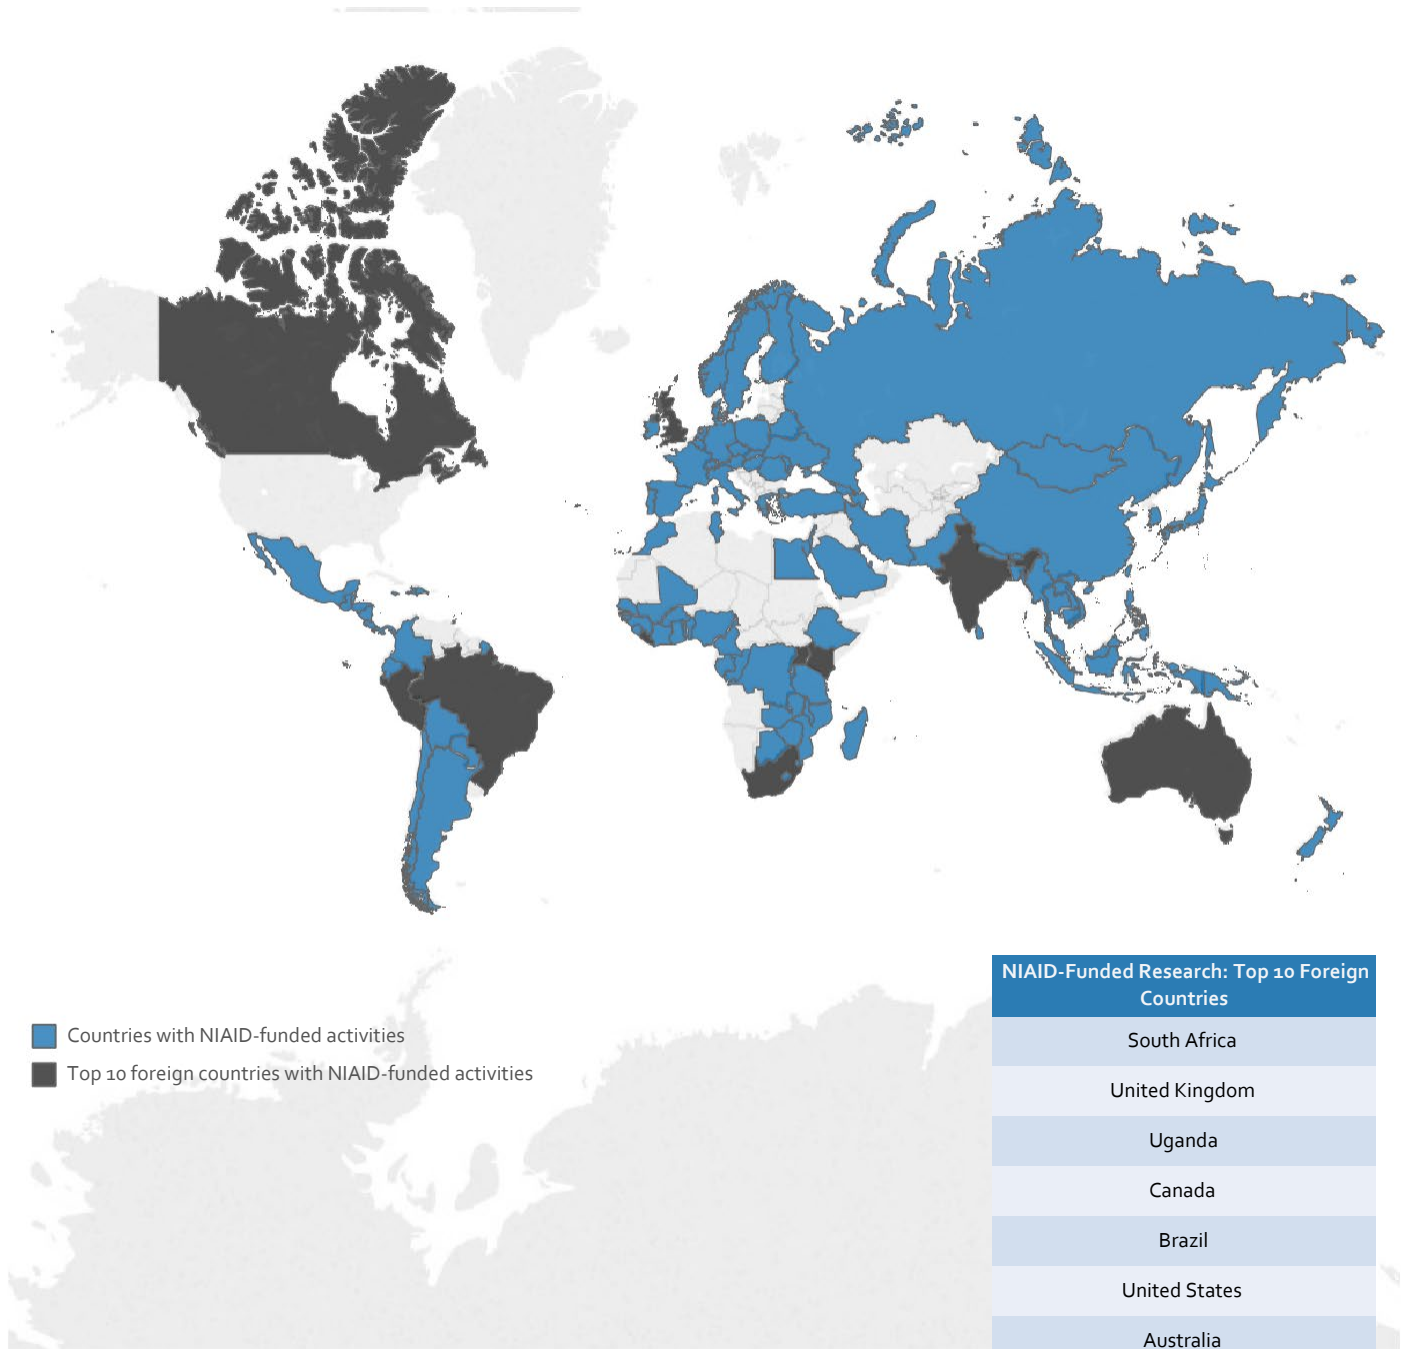 Countries with NIAID-funded activities
Top 10 foreign countries with NIAID-funded activities
NIAID-Funded Research: Top 10 Foreign
Countries
South Africa
United Kingdom
Uganda
Canada
Brazil
United States
Australia